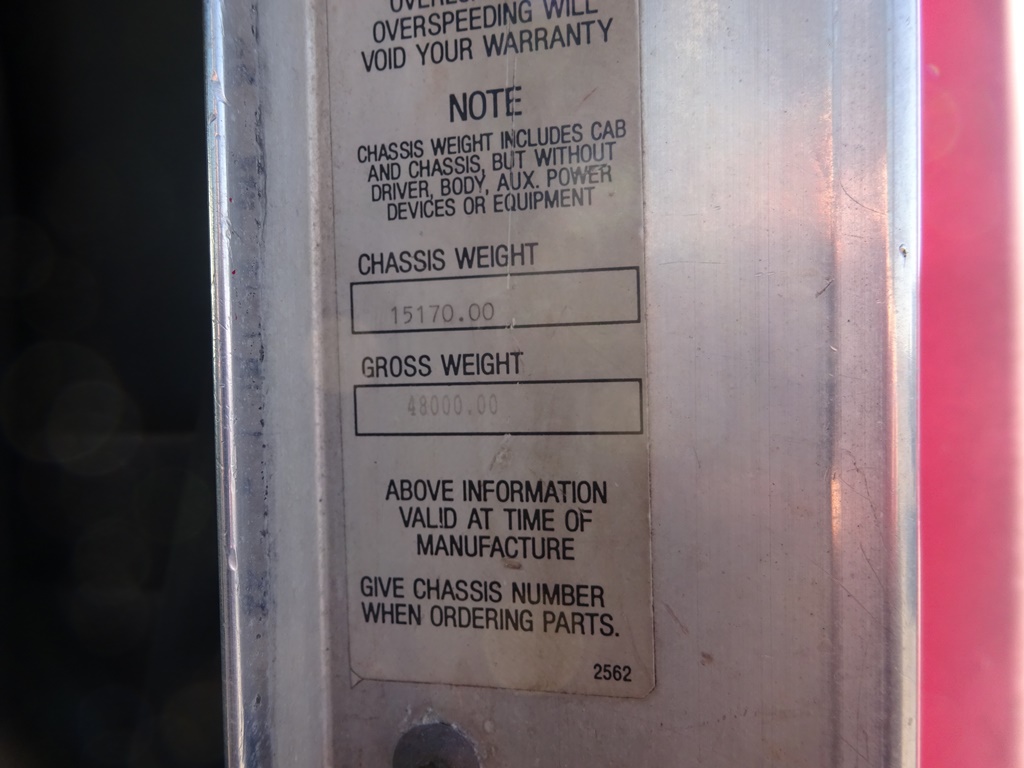 OVERSPEEDING WILL
VOID YOUR WARRANTY
NOTE
CHASSIS WEIGHT INCLUDES CAB
AND CHASSIS, BUT WITHOUT
DRIVER, BODY, AUX. POWER
DEVICES OR EQUIPMENT
CHASSIS WEIGHT
15170.00
GROSS WEIGHT
48000.00
ABOVE INFORMATION
VALID AT TIME OF
MANUFACTURE
GIVE CHASSIS NUMBER
WHEN ORDERING PARTS.
2562